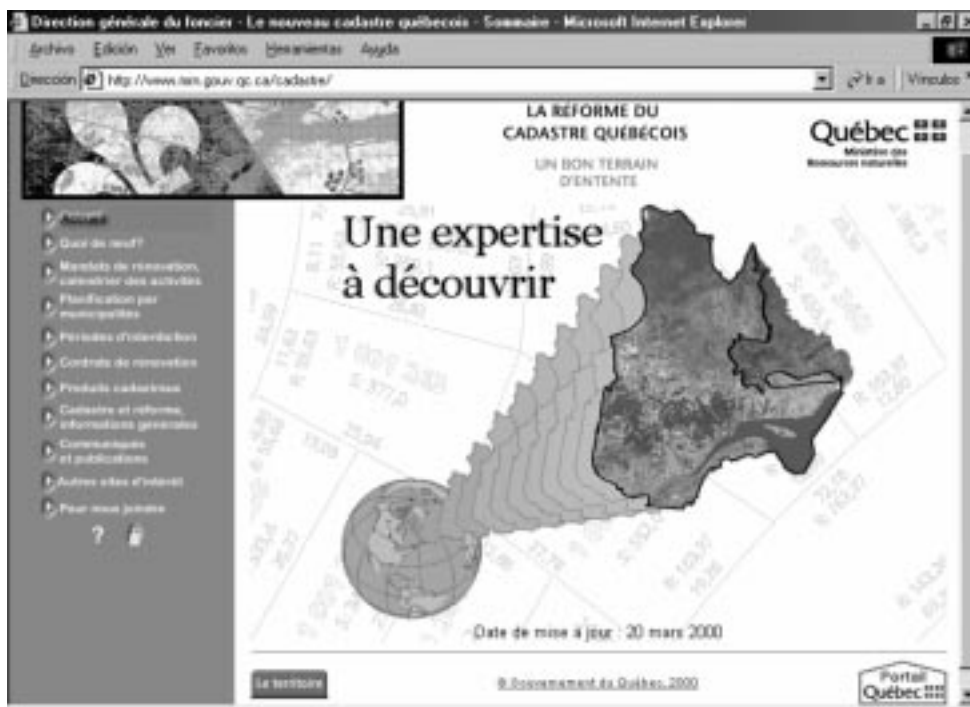 Direction générale du foncier - Le nouveau cadastre québecois - Sommaire - Microsoft Internet Explorer
Archivo Edición Ver Favoritos Herramientas Ayuda
Dirección http://www.mrn.gouv.qc.ca/cadastre/ Ir a Vínculos
LA RÉFORME DU
CADASTRE QUÉBÉCOIS
UN BON TERRAIN
D'ENTENTE
Québec
Ministère des
Ressources naturelles
Accueil
Quoi de neuf?
Mandats de rénovation,
calendrier des activités
Planification par
municipalités
Périodes d'interdiction
Contrats de rénovation
Produits cadastraux
Cadastre et réforme,
informations générales
Communiqués
et publications
Autres sites d'intérêt
Pour nous joindre
?
Une expertise
à découvrir
S: 377,0
Date de mise à jour : 20 mars 2000
Le territoire
© Gouvernement du Québec, 2000
Portail
Québec